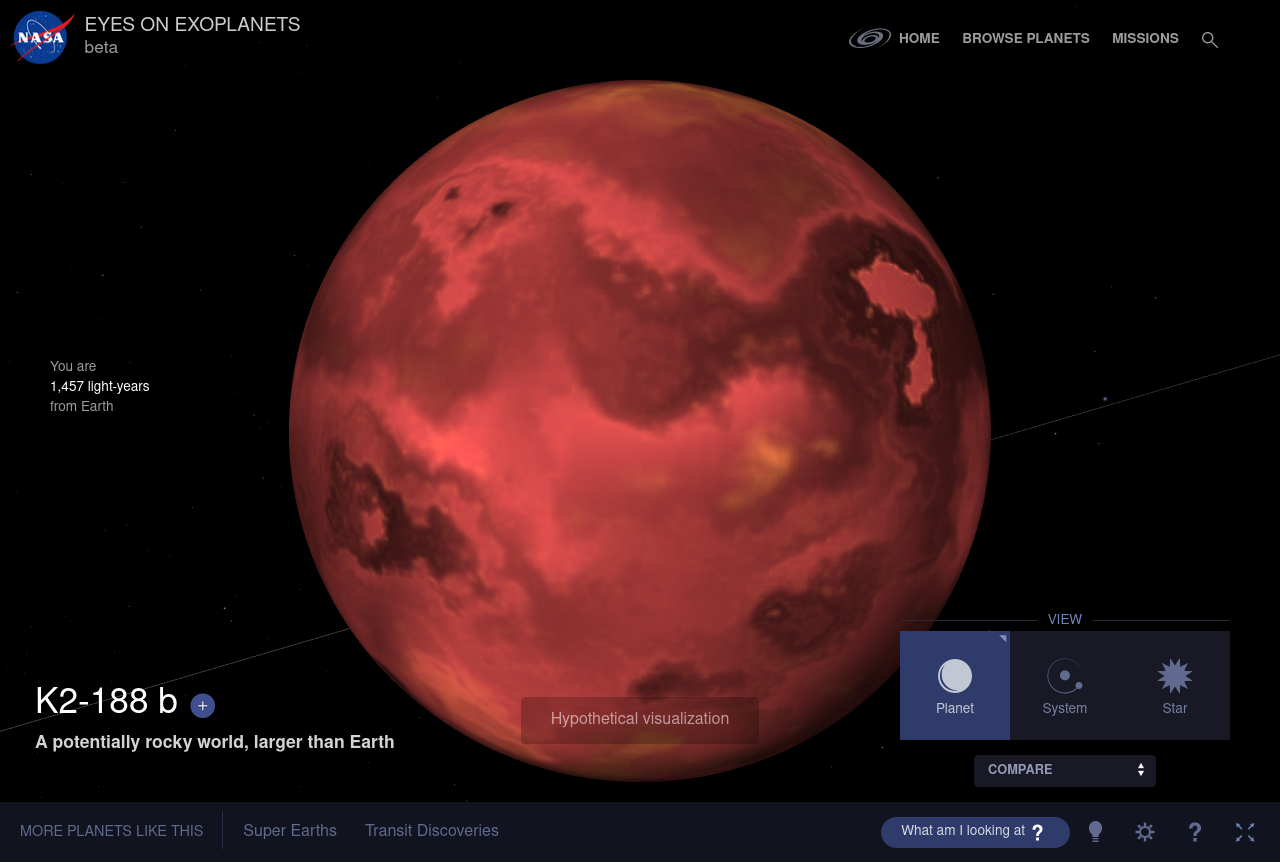 NASA
EYES ON EXOPLANETS
beta
HOME
BROWSE PLANETS
MISSIONS
You are
1,457 light-years
from Earth
K2-188 b +
A potentially rocky world, larger than Earth
Hypothetical visualization
VIEW
Planet
System
Star
COMPARE
MORE PLANETS LIKE THIS
Super Earths
Transit Discoveries
What am I looking at ?
?